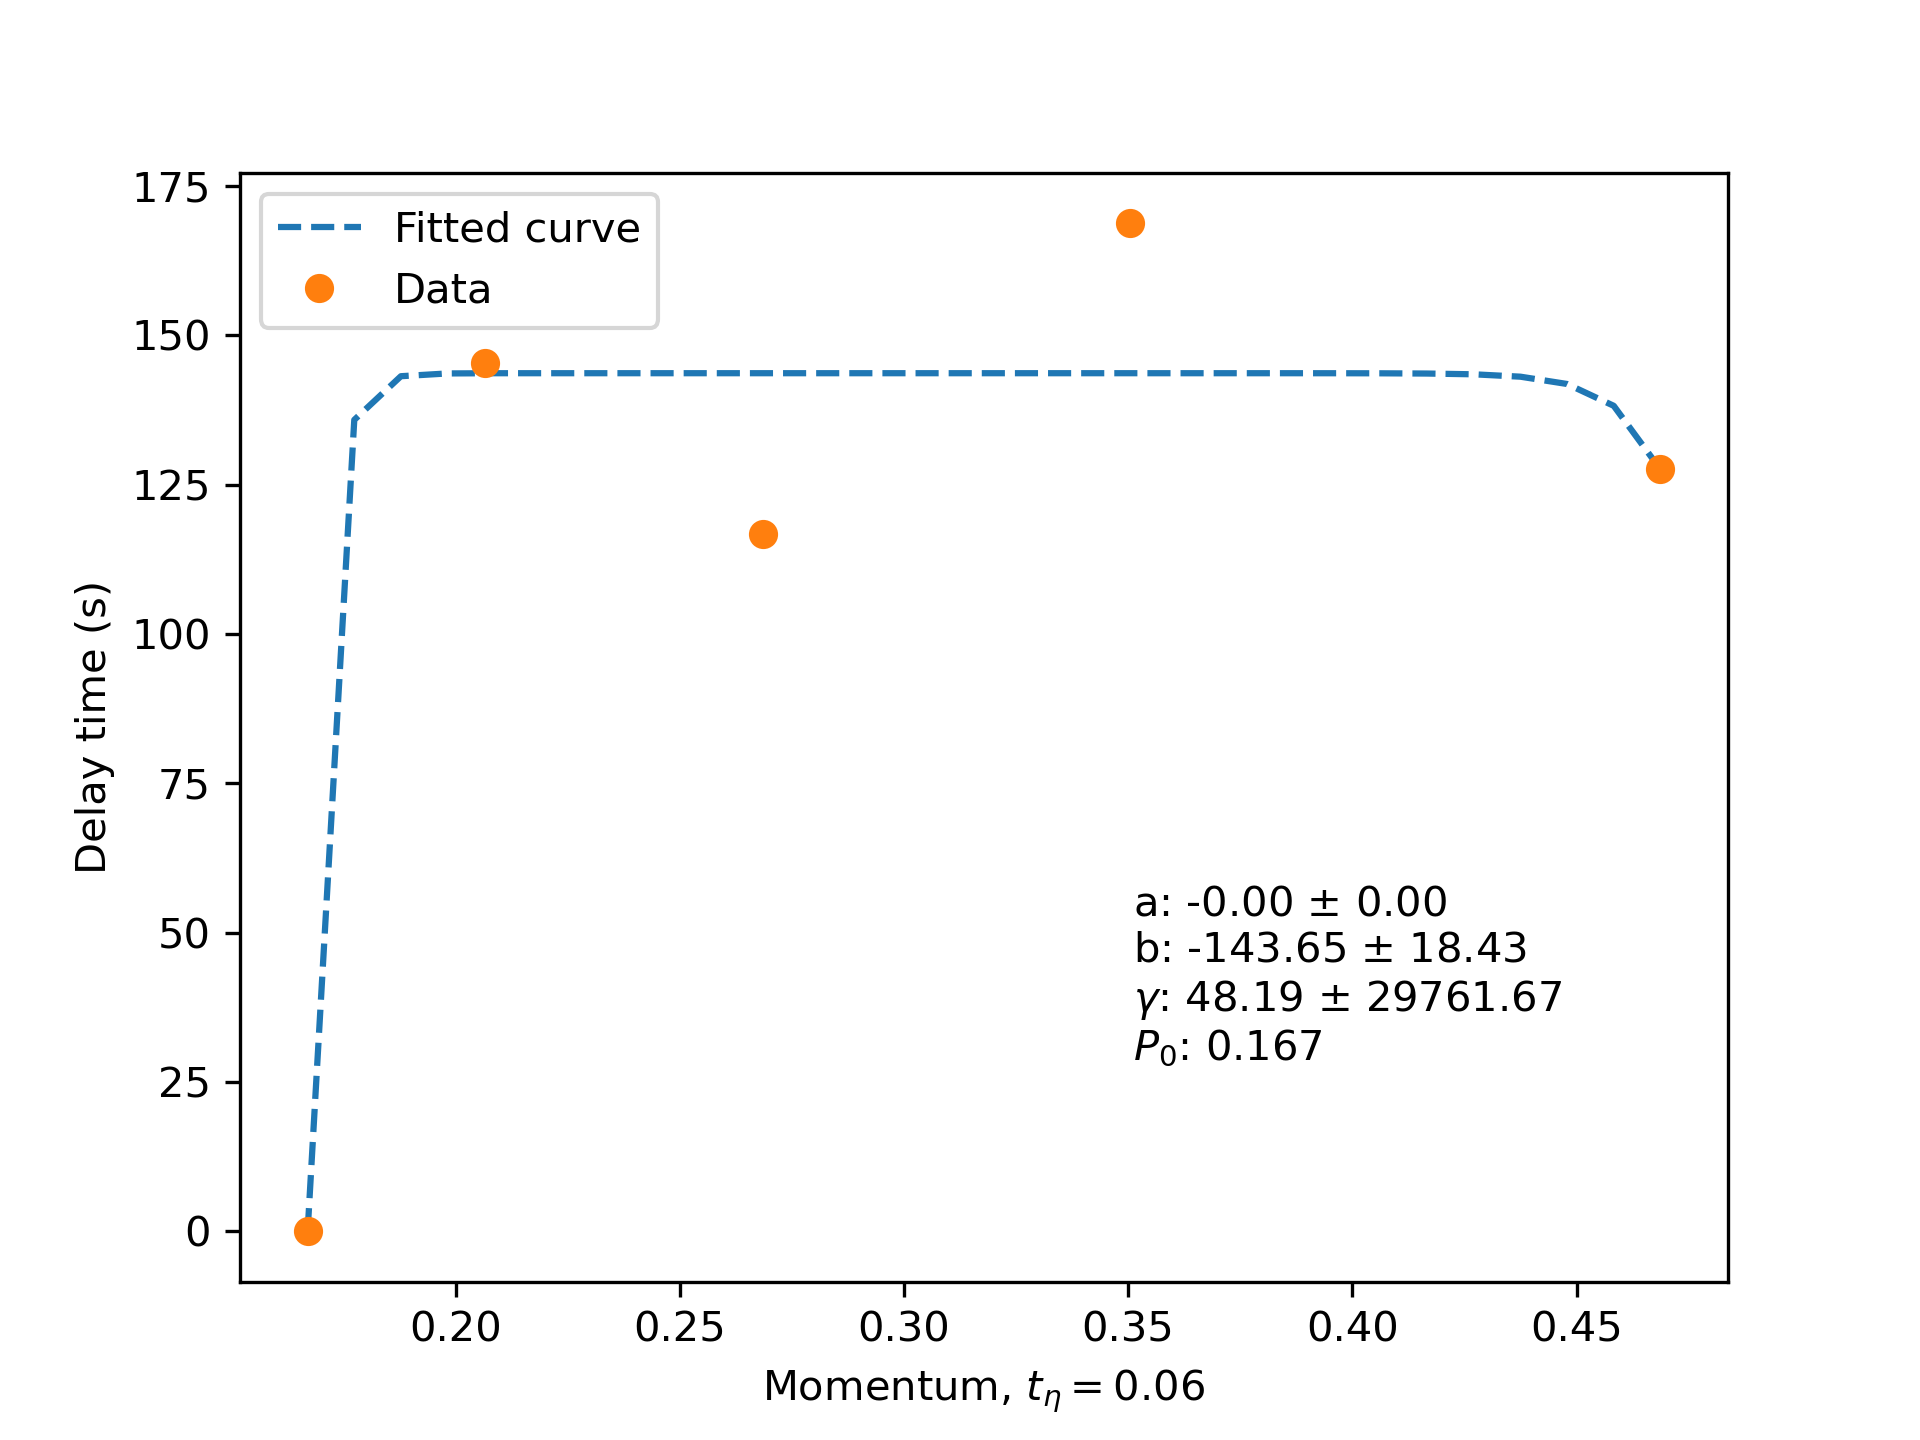 175
150
125
100
75
50
25
0
Delay time (s)
Fitted curve
Data
a: -0.00 ± 0.00
b: -143.65 ± 18.43
γ: 48.19 ± 29761.67
P₀: 0.167
0.20 0.25 0.30 0.35 0.40 0.45
Momentum, tη = 0.06